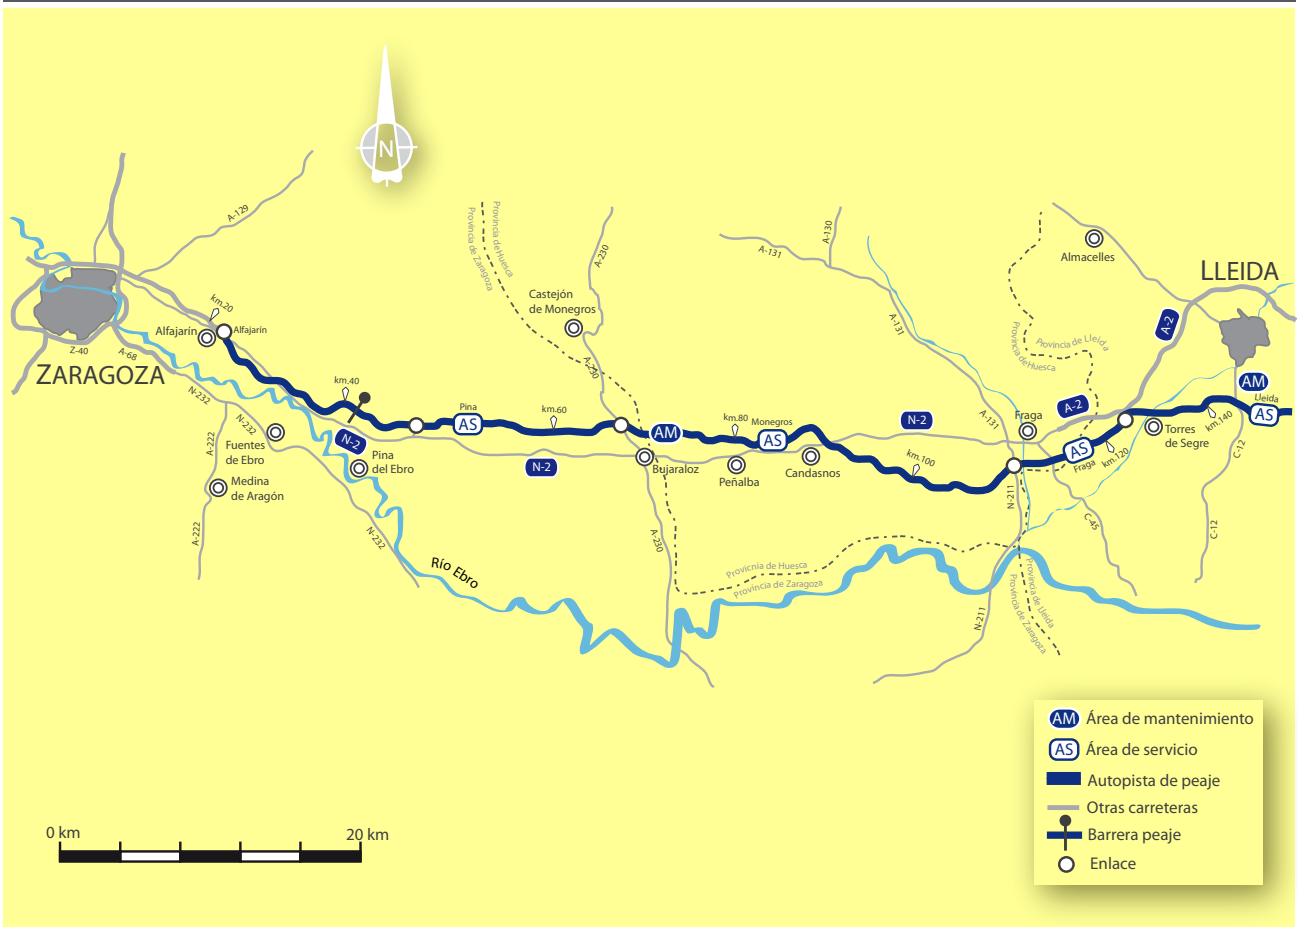 N
A-129
Provincia de Huesca
Provincia de Zaragoza
A-230
A-130
A-131
Almacelles
LLEIDA
km.20
Castejón
de Monegros
Alfajarín
Alfajarín
A-131
A-2
Provincia de Lleida
Provincia de Huesca
Z-40
A-68
ZARAGOZA
A-230
km.40
N-232
AM
Lleida
AS
Pina
AS
km.60
km.80
Monegros
AS
N-2
A-131
Fraga
A-2
km.140
N-232
A-222
Fuentes
de Ebro
N-2
AM
Torres
de Segre
C-12
Pina
del Ebro
N-2
Bujaraloz
Peñalba
Candasnos
km.100
AS
Fraga
km.120
Medina
de Aragón
N-211
A-222
N-232
A-230
C-45
C-12
Río Ebro
Provicnia de Huesca
Provincia de Zaragoza
Provincia de Lleida
Provincia de Zaragoza
N-211
AM Área de mantenimiento
AS Área de servicio
Autopista de peaje
Otras carreteras
Barrera peaje
Enlace
0 km
20 km